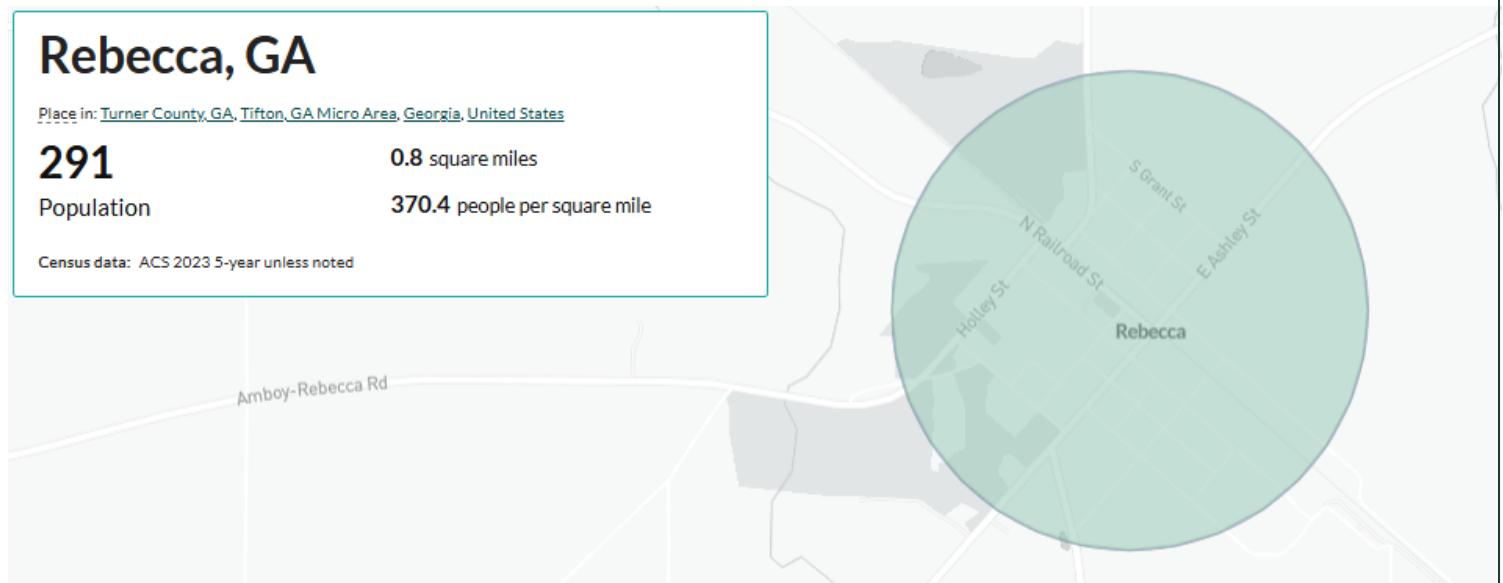 Rebecca, GA
Place in: Turner County, GA, Tifton, GA Micro Area, Georgia, United States
291
Population
0.8 square miles
370.4 people per square mile
Census data: ACS 2023 5-year unless noted
S Grant St
N Railroad St
E Ashley St
Holley St
Rebecca
Amboy-Rebecca Rd